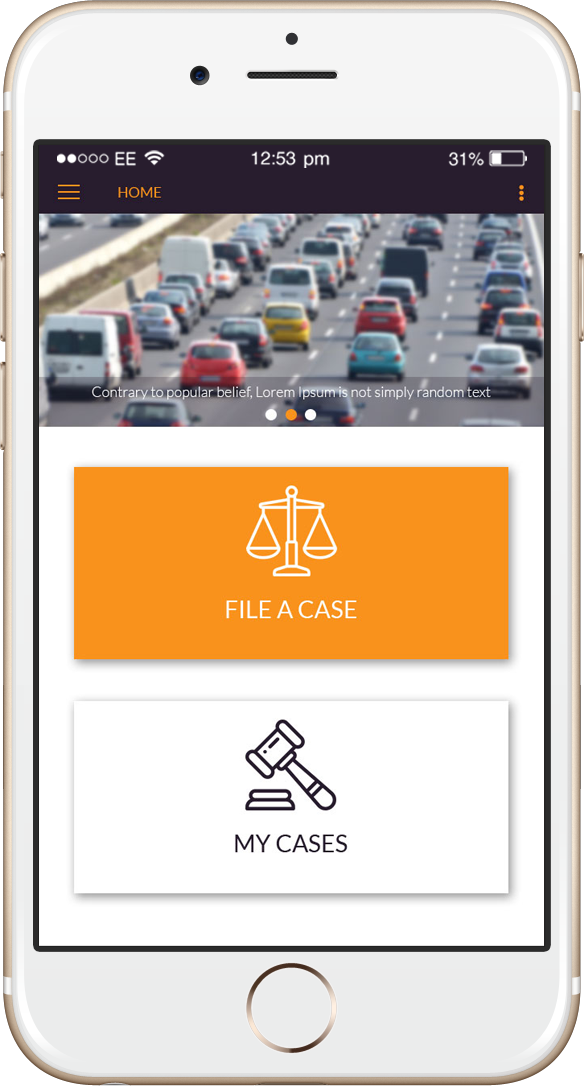 EE 12:53 pm 31%
HOME
Contrary to popular belief, Lorem Ipsum is not simply random text
FILE A CASE
MY CASES